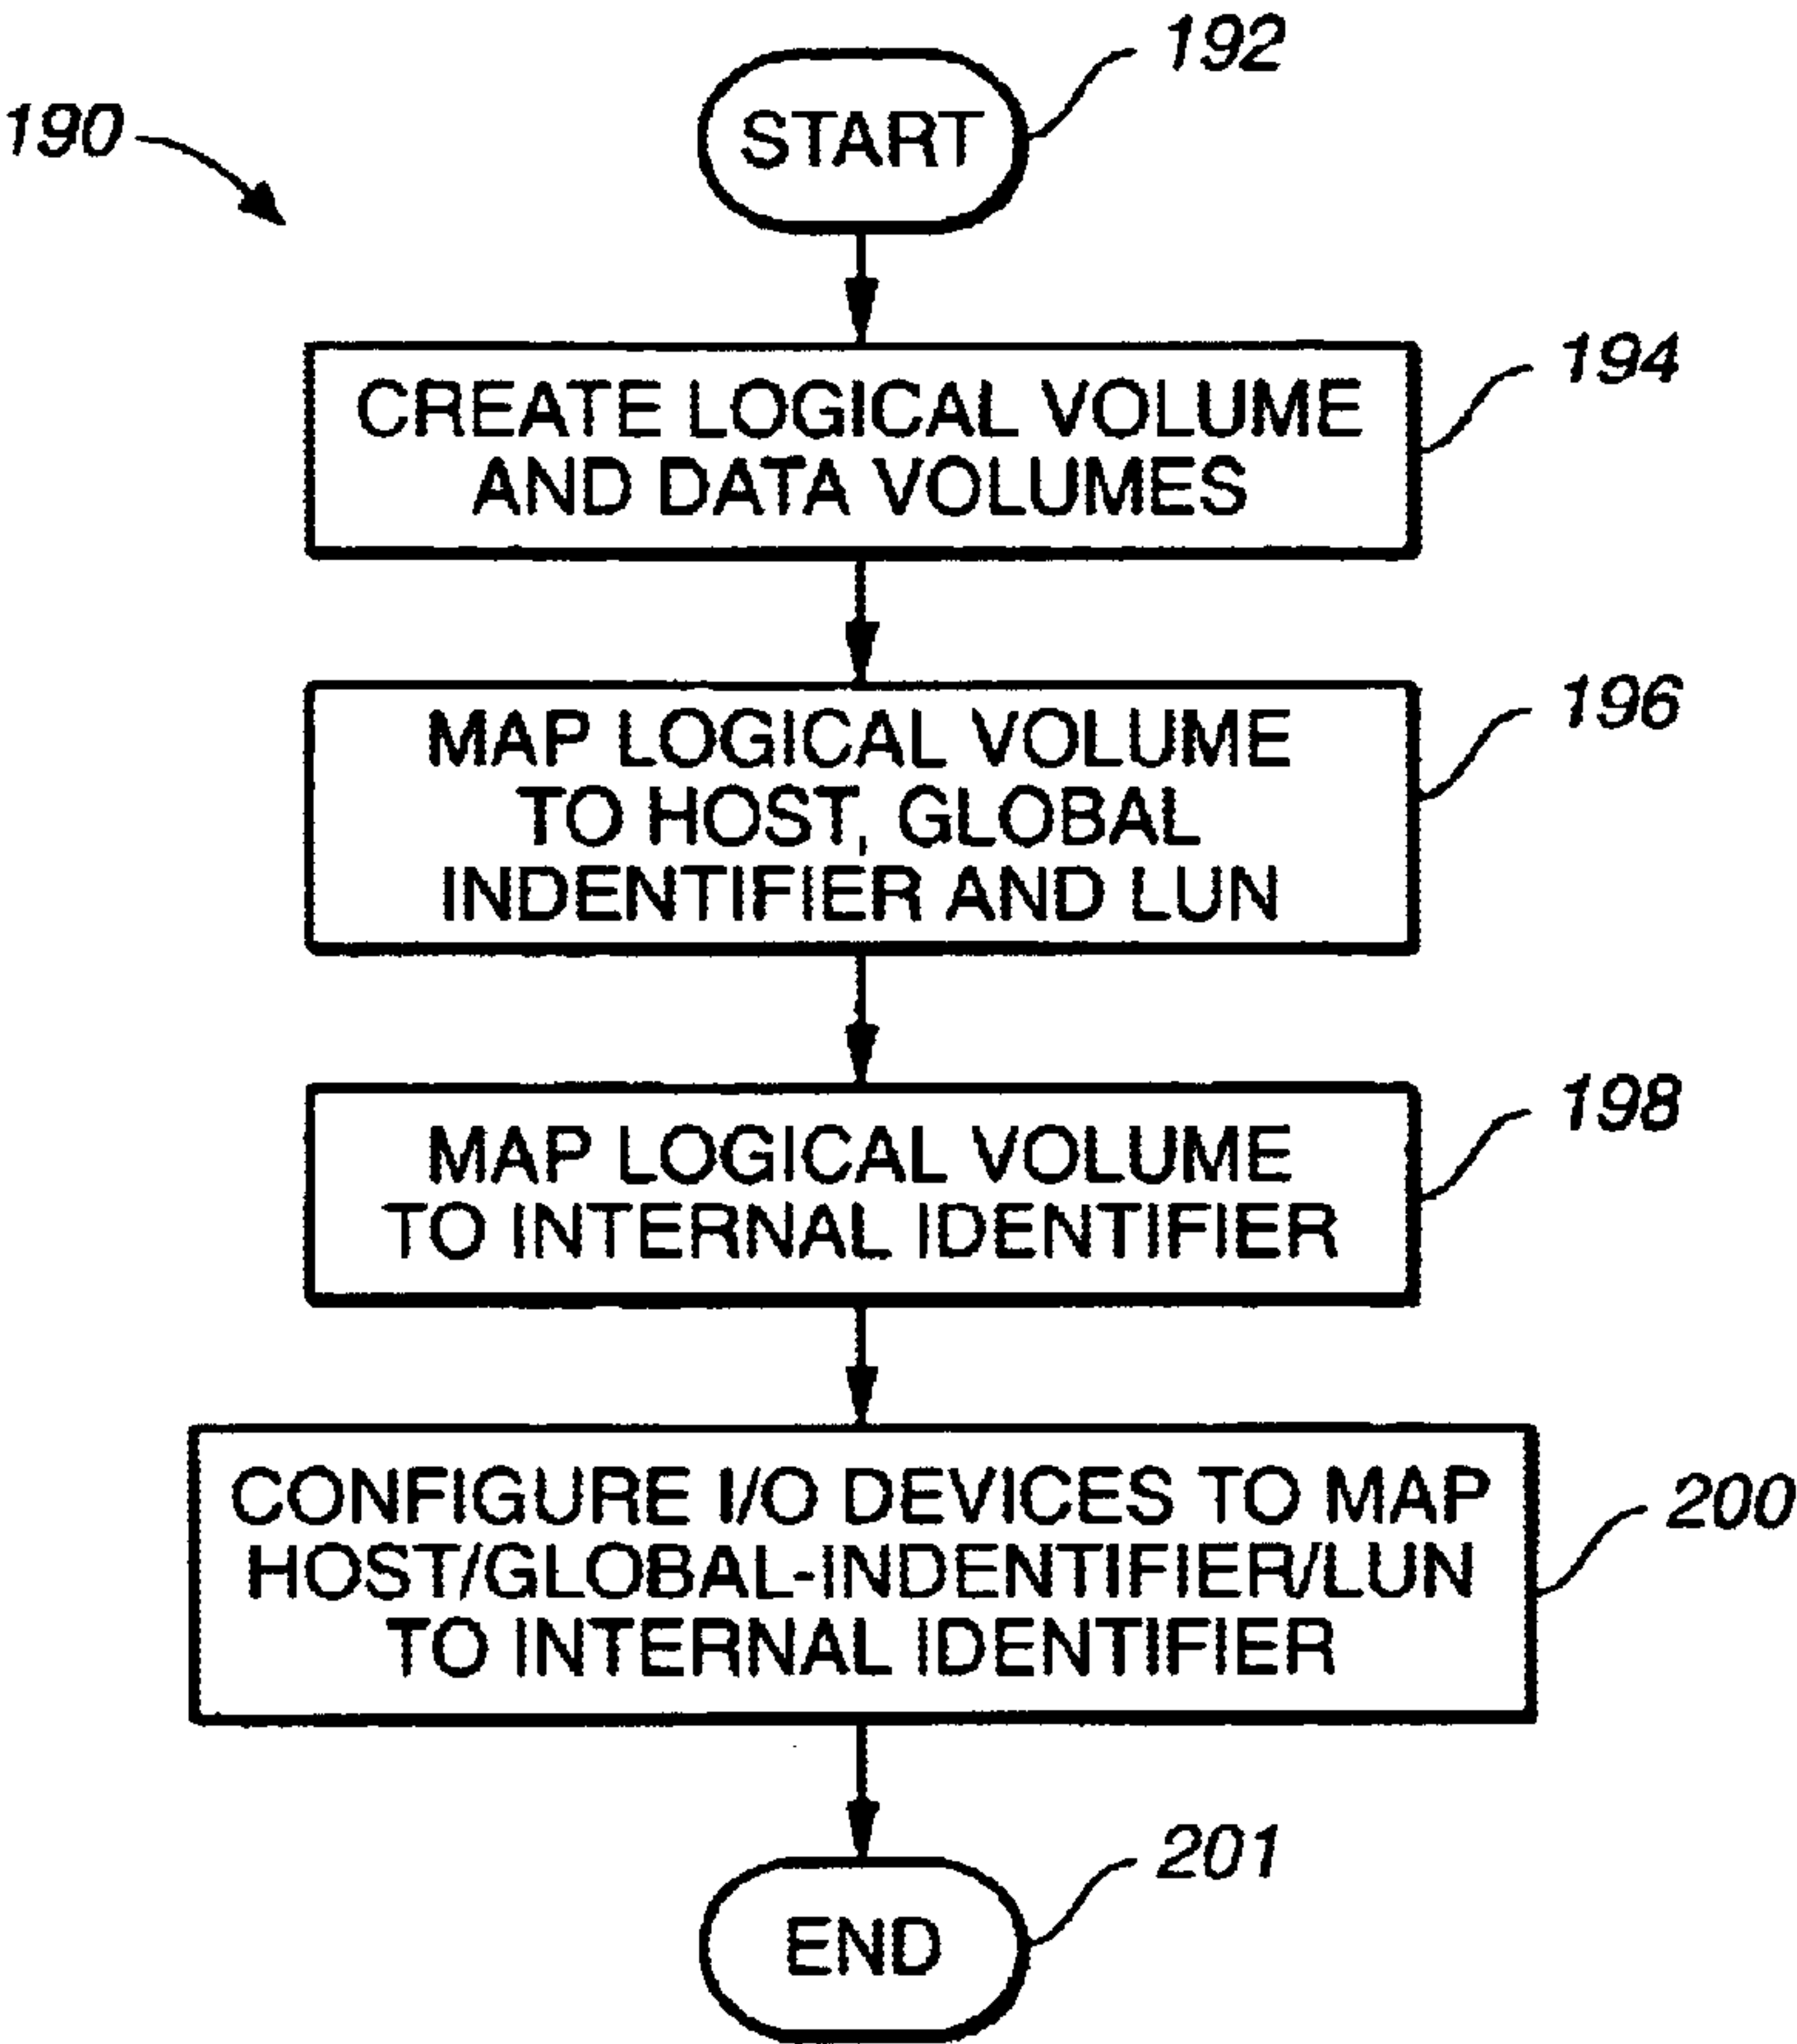 192
190
START
194
CREATE LOGICAL VOLUME
AND DATA VOLUMES
196
MAP LOGICAL VOLUME
TO HOST, GLOBAL
INDENTIFIER AND LUN
198
MAP LOGICAL VOLUME
TO INTERNAL IDENTIFIER
200
CONFIGURE I/O DEVICES TO MAP
HOST/GLOBAL-INDENTIFIER/LUN
TO INTERNAL IDENTIFIER
201
END